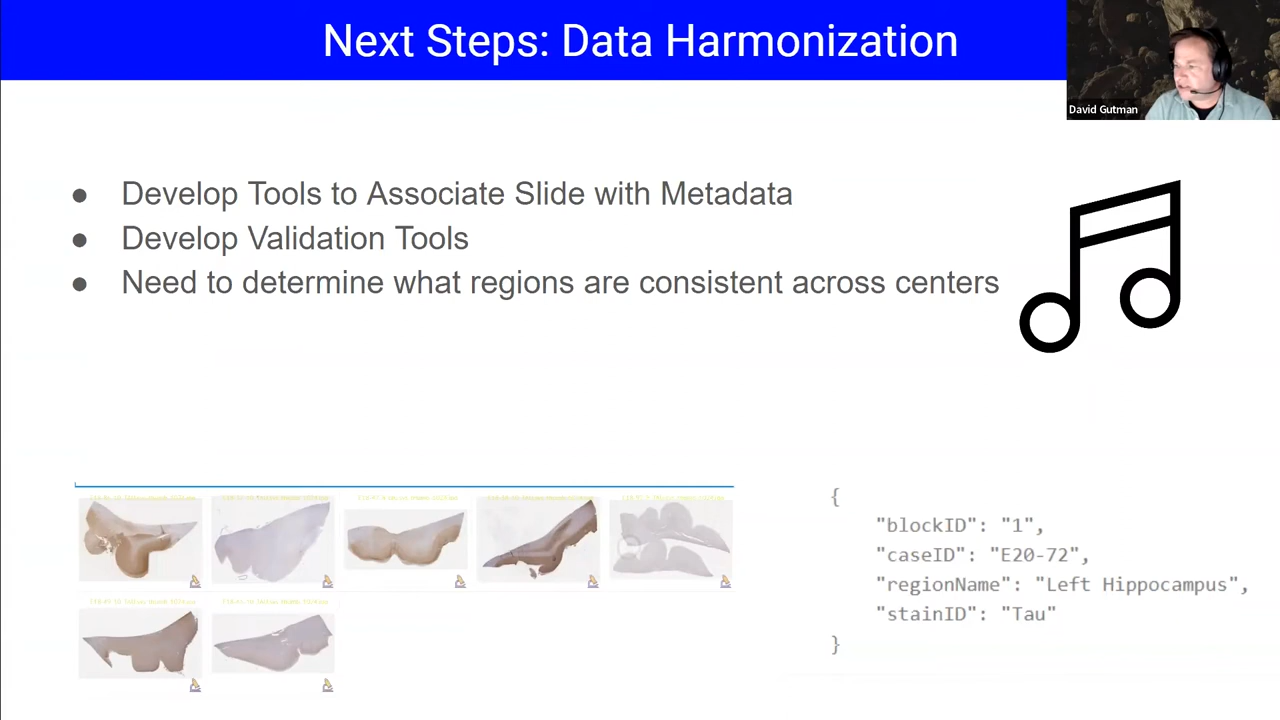 Next Steps: Data Harmonization
David Gutman
● Develop Tools to Associate Slide with Metadata
● Develop Validation Tools
● Need to determine what regions are consistent across centers
{
"blockID": "1",
"caseID": "E20-72",
"regionName": "Left Hippocampus",
"stainID": "Tau"
}